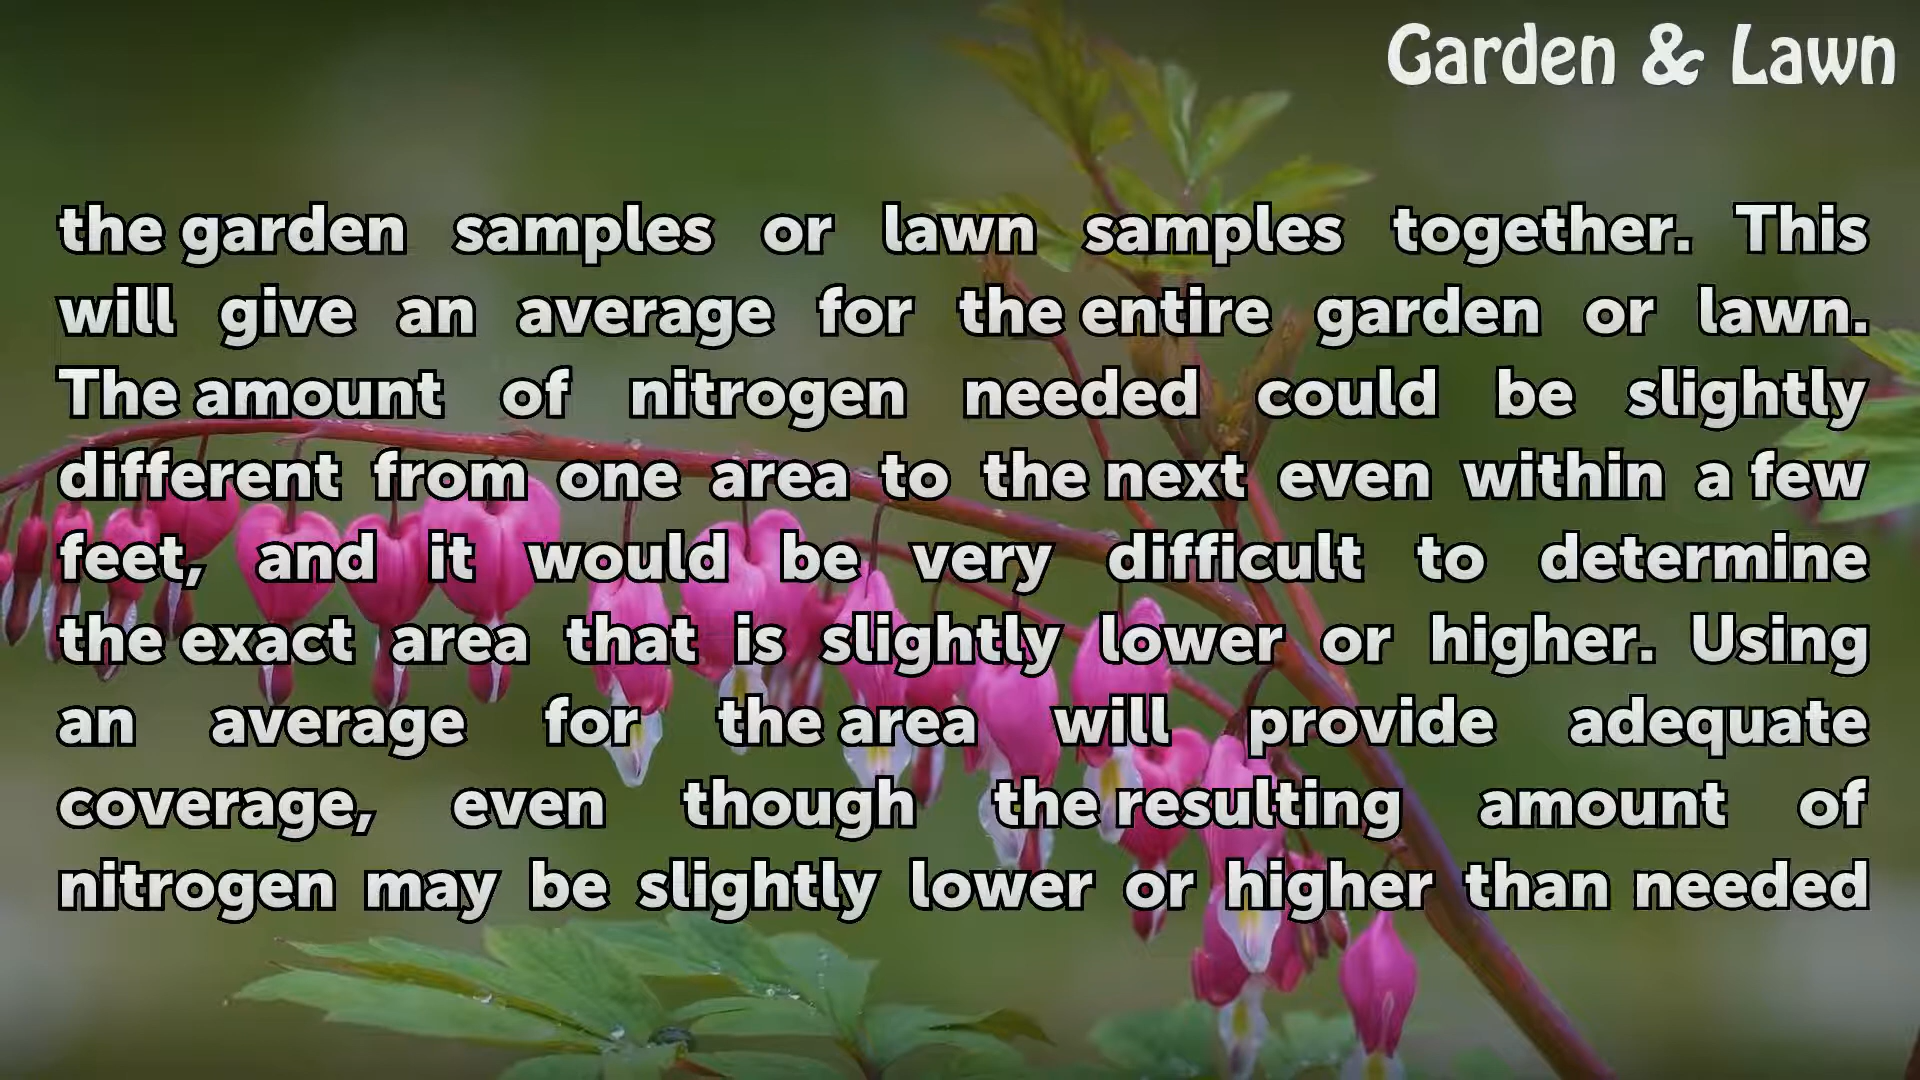 Garden & Lawn
the garden samples or lawn samples together. This
will give an average for the entire garden or lawn.
The amount of nitrogen needed could be slightly
different from one area to the next even within a few
feet, and it would be very difficult to determine
the exact area that is slightly lower or higher. Using
an average for the area will provide adequate
coverage, even though the resulting amount of
nitrogen may be slightly lower or higher than needed